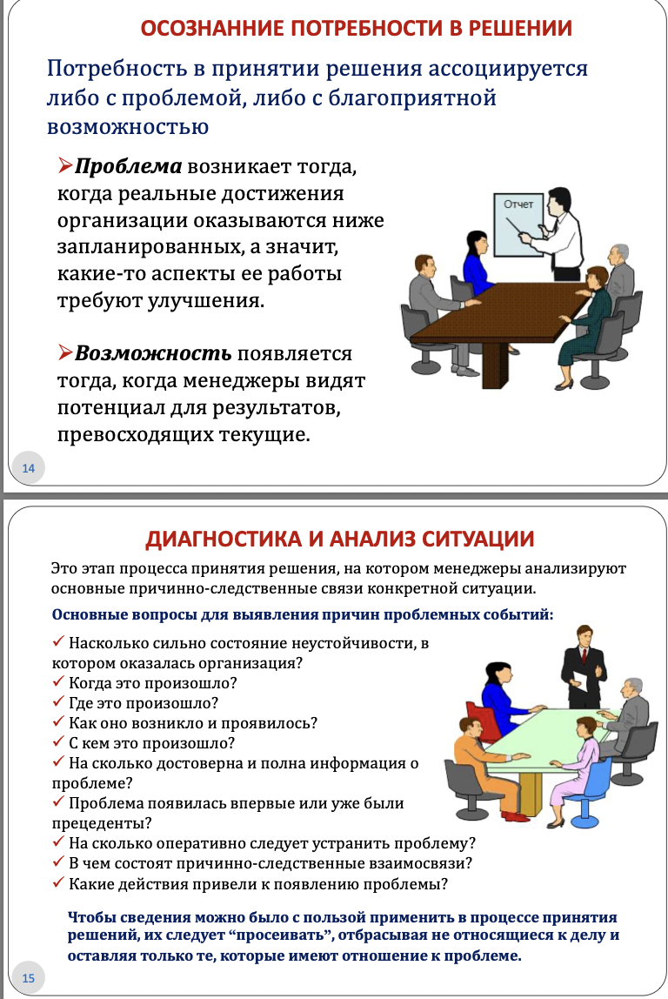 ОСОЗНАННИЕ ПОТРЕБНОСТИ В РЕШЕНИИ
Потребность в принятии решения ассоциируется
либо с проблемой, либо с благоприятной
возможностью
➢Проблема возникает тогда,
когда реальные достижения
организации оказываются ниже
запланированных, а значит,
какие-то аспекты ее работы
требуют улучшения.
Отчет
➢Возможность появляется
тогда, когда менеджеры видят
потенциал для результатов,
превосходящих текущие.
14
ДИАГНОСТИКА И АНАЛИЗ СИТУАЦИИ
Это этап процесса принятия решения, на котором менеджеры анализируют
основные причинно-следственные связи конкретной ситуации.
Основные вопросы для выявления причин проблемных событий:
✓ Насколько сильно состояние неустойчивости, в
котором оказалась организация?
✓ Когда это произошло?
✓ Где это произошло?
✓ Как оно возникло и проявилось?
✓ С кем это произошло?
✓ На сколько достоверна и полна информация о
проблеме?
✓ Проблема появилась впервые или уже были
прецеденты?
✓ На сколько оперативно следует устранить проблему?
✓ В чем состоят причинно-следственные взаимосвязи?
✓ Какие действия привели к появлению проблемы?
Чтобы сведения можно было с пользой применить в процессе принятия
решений, их следует “просеивать”, отбрасывая не относящиеся к делу и
оставляя только те, которые имеют отношение к проблеме.
15